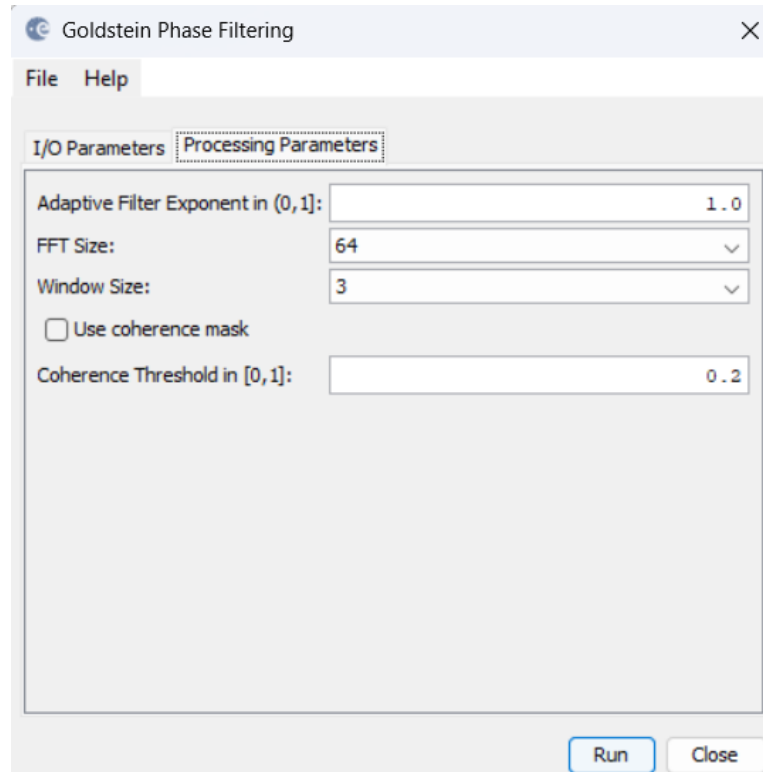 Goldstein Phase Filtering
File Help
I/O Parameters Processing Parameters
Adaptive Filter Exponent in (0,1]: 1.0
FFT Size: 64
Window Size: 3
Use coherence mask
Coherence Threshold in [0,1]: 0.2
Run Close